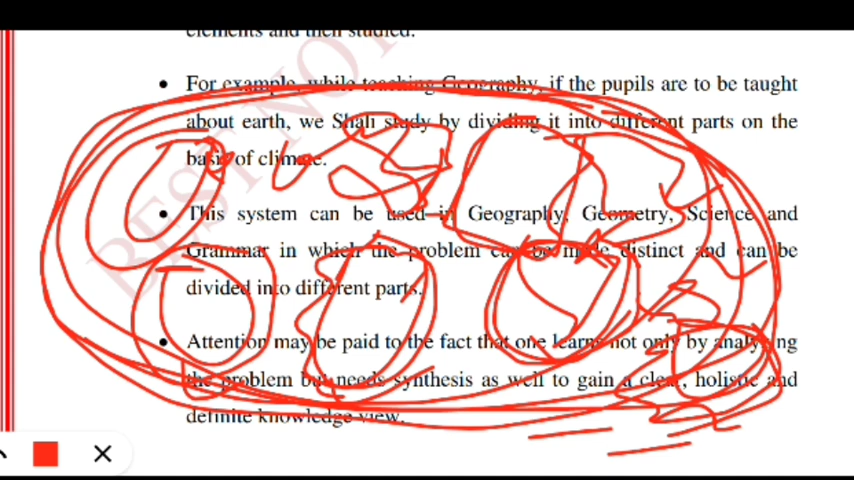 elements and then studied.
• For example, while teaching Geography, if the pupils are to be taught
about earth, we Shall study by dividing it into different parts on the
basis of climate.
• This system can be used in Geography, Geometry, Science and
Grammar in which the problem can be made distinct and can be
divided into different parts.
• Attention may be paid to the fact that one learns not only by analysing
the problem but needs synthesis as well to gain a clear, holistic and
definite knowledge view.
BEST NOT